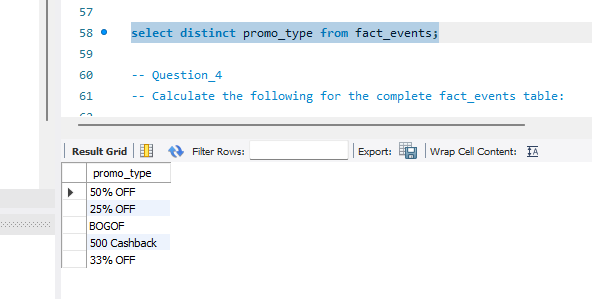 57
58 select distinct promo_type from fact_events;
59
60 -- Question_4
61 -- Calculate the following for the complete fact_events table:
Result Grid Filter Rows: Export: Wrap Cell Content:
promo_type
50% OFF
25% OFF
BOGOF
500 Cashback
33% OFF